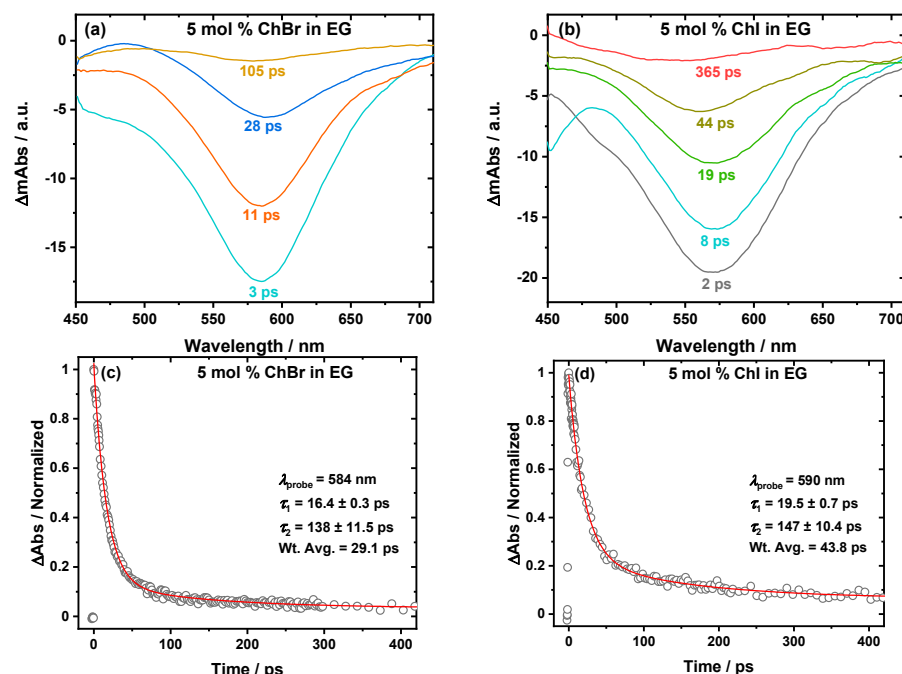 (a) 5 mol % ChBr in EG
0
-5
-10
-15
105 ps
28 ps
11 ps
3 ps
450 500 550 600 650 700
Wavelength / nm
ΔmAbs / a.u.
(b) 5 mol % ChI in EG
0
-5
-10
-15
-20
365 ps
44 ps
19 ps
8 ps
2 ps
450 500 550 600 650 700
Wavelength / nm
ΔmAbs / a.u.
(c) 5 mol % ChBr in EG
1
0.8
0.6
0.4
0.2
0
λprobe = 584 nm
τ1 = 16.4 ± 0.3 ps
τ2 = 138 ± 11.5 ps
Wt. Avg. = 29.1 ps
0 100 200 300 400
Time / ps
ΔAbs / Normalized
(d) 5 mol % ChI in EG
1
0.8
0.6
0.4
0.2
0
λprobe = 590 nm
τ1 = 19.5 ± 0.7 ps
τ2 = 147 ± 10.4 ps
Wt. Avg. = 43.8 ps
0 100 200 300 400
Time / ps
ΔAbs / Normalized